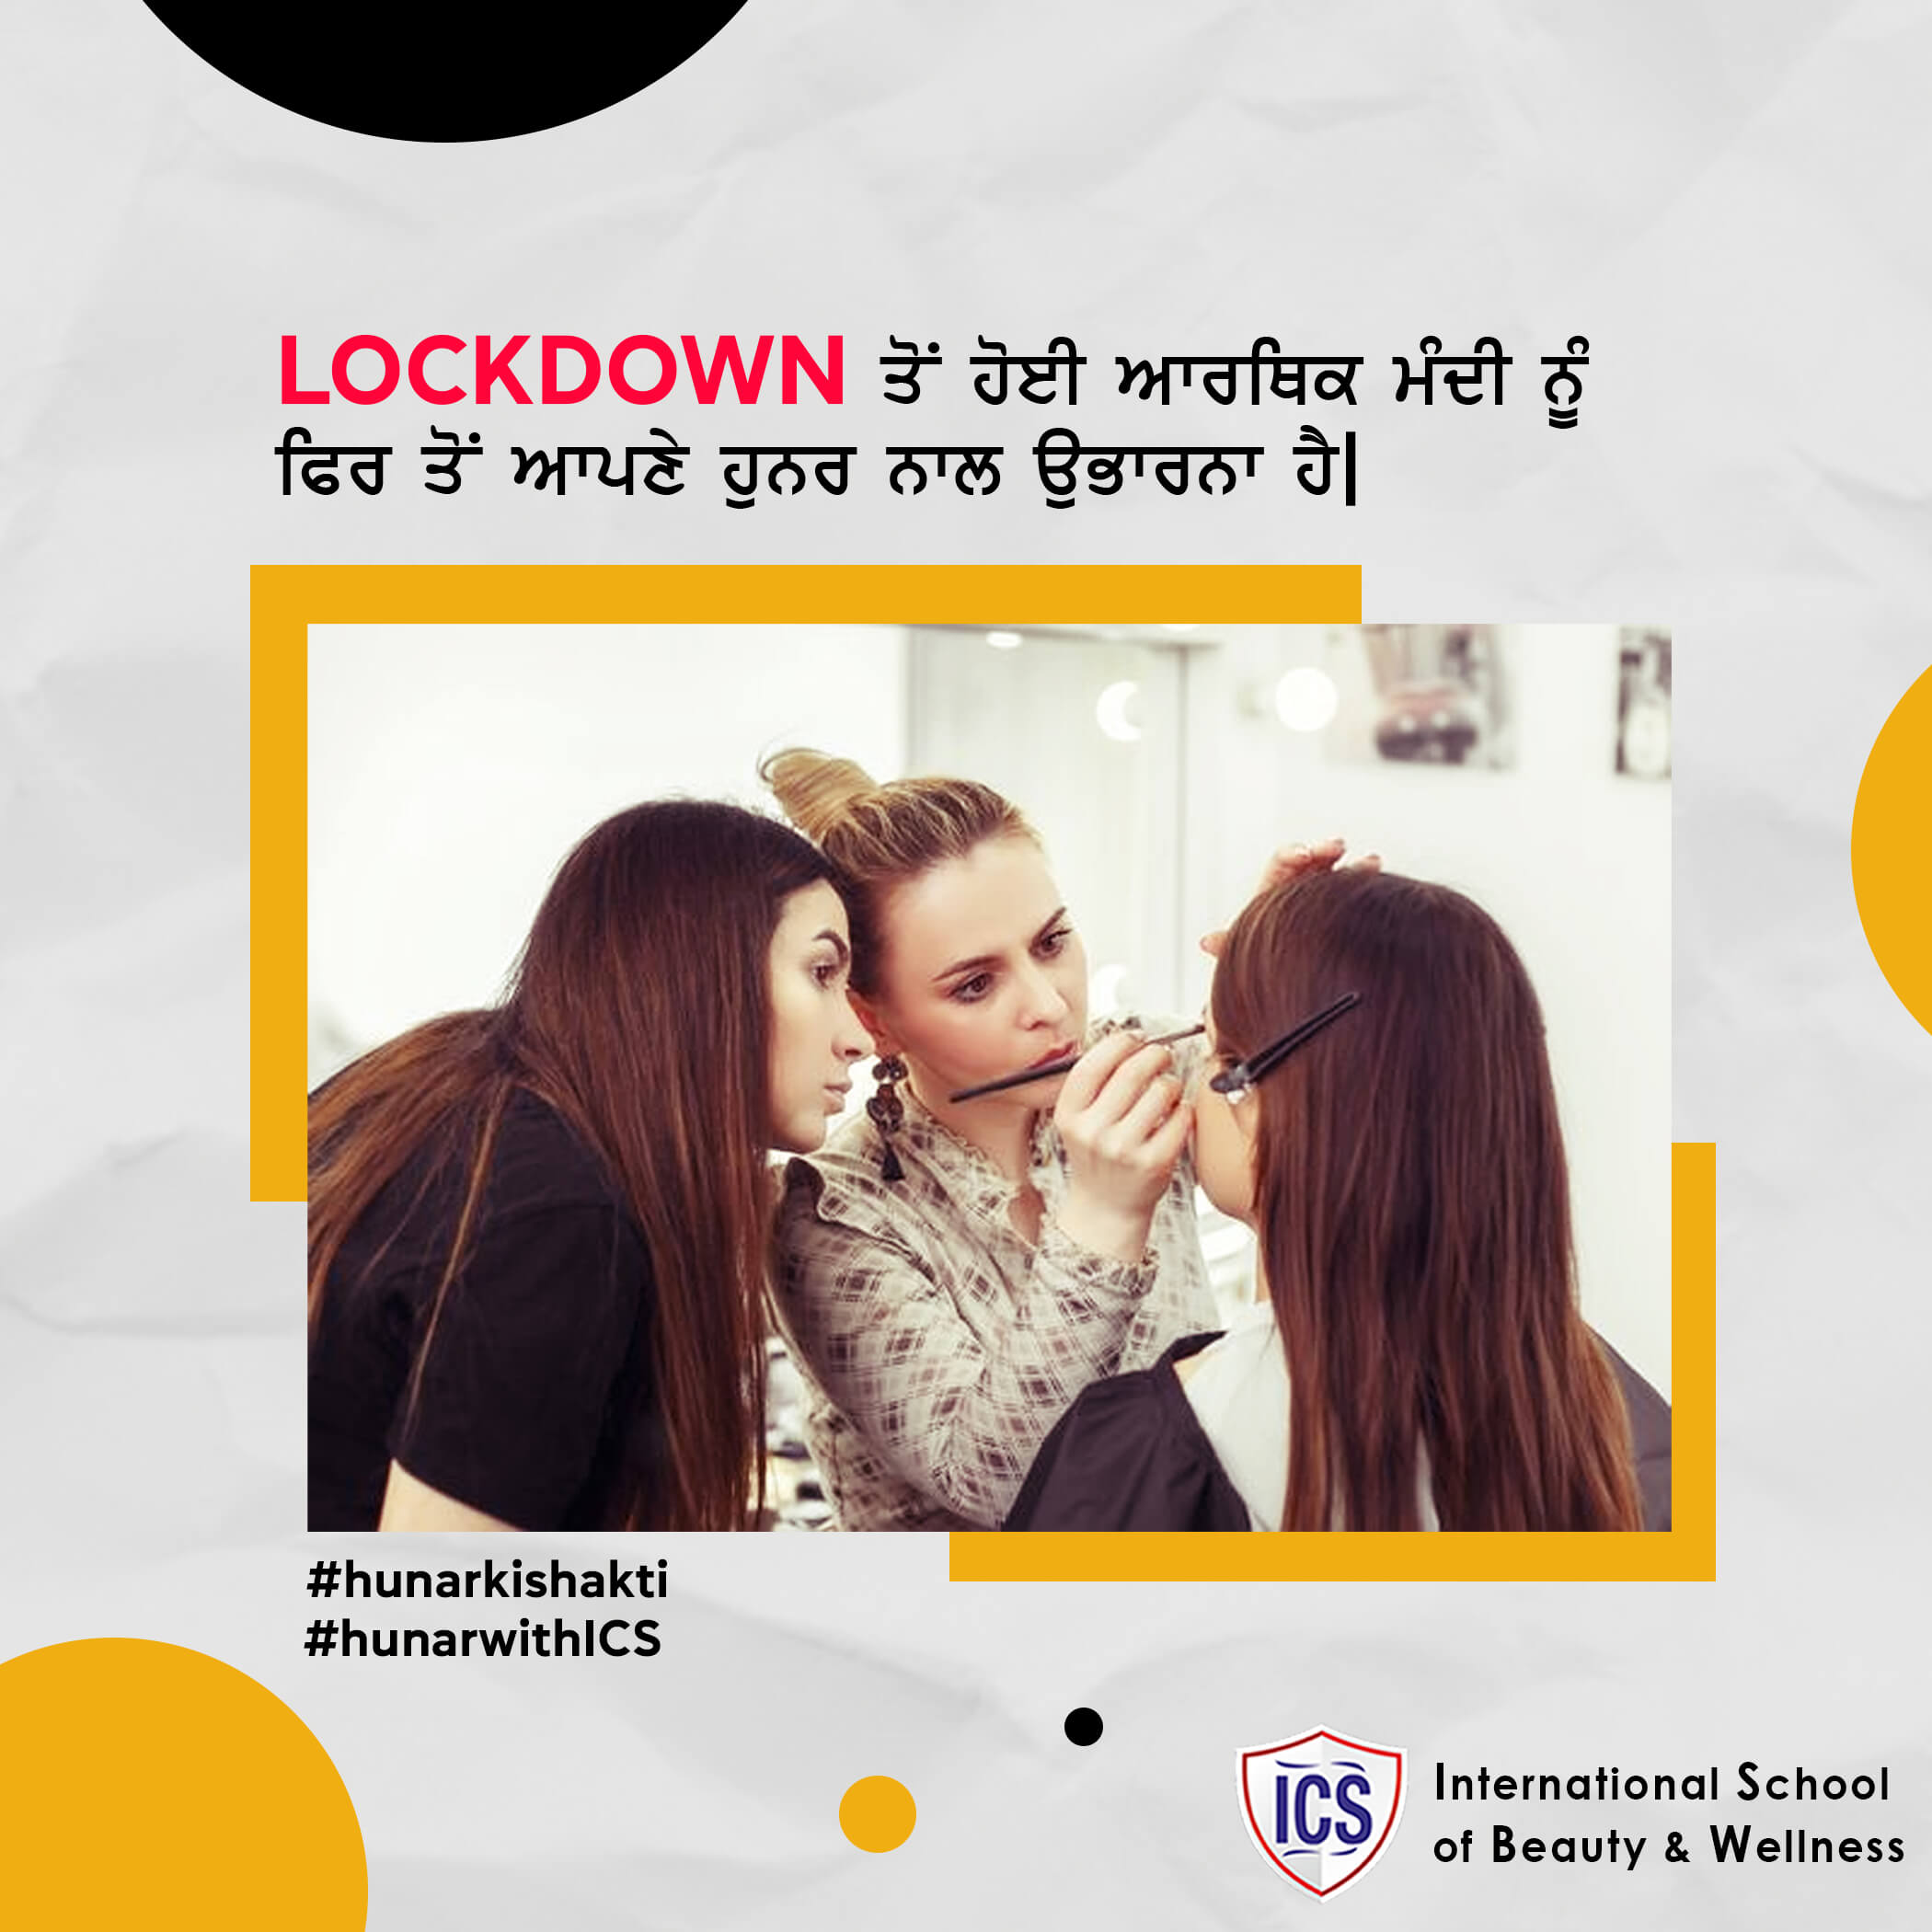 LOCKDOWN ਤੋਂ ਹੋਈ ਆਰਥਿਕ ਮੰਦੀ ਨੂੰ
ਫਿਰ ਤੋਂ ਆਪਣੇ ਹੁਨਰ ਨਾਲ ਉਭਾਰਨਾ ਹੈ|
#hunarkishakti
#hunarwithICS
ICS
International School
of Beauty & Wellness